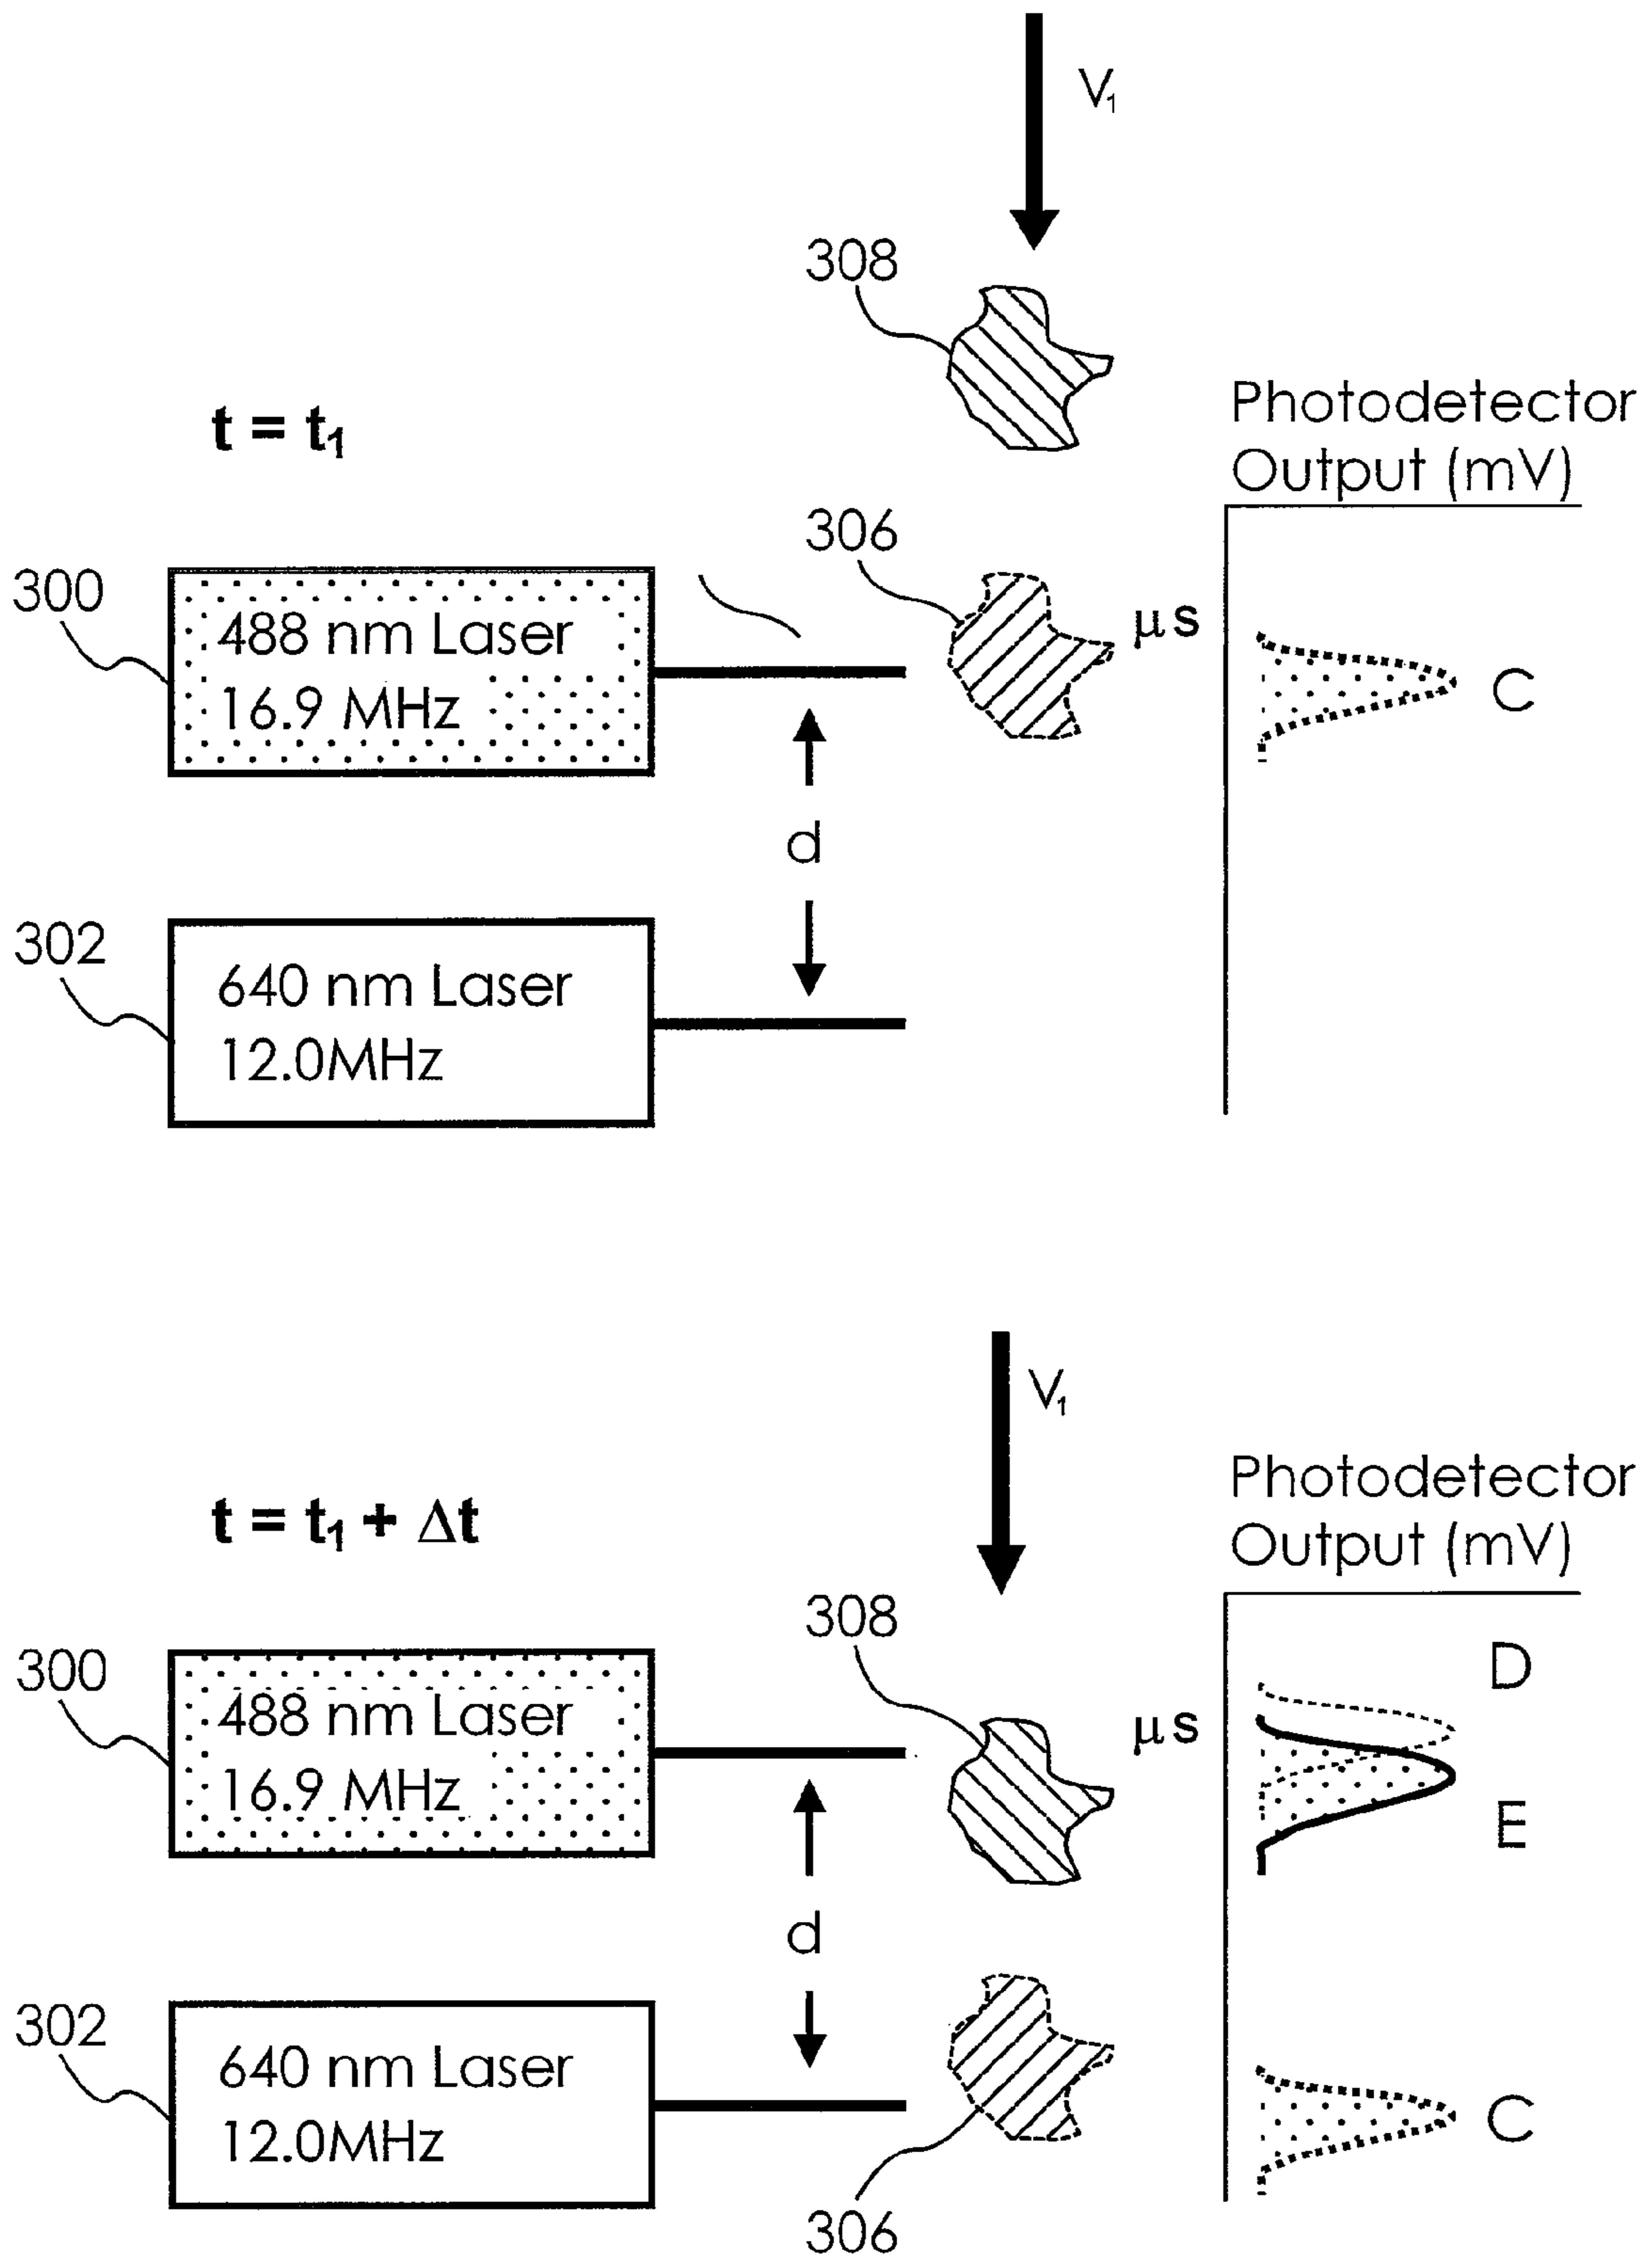 V₁
308
t = t₁
Photodetector
Output (mV)
306
300
488 nm Laser
16.9 MHz
μs
C
d
302
640 nm Laser
12.0MHz
V₁
Photodetector
Output (mV)
t = t₁ + Δt
308
D
300
488 nm Laser
16.9 MHz
μs
E
d
302
640 nm Laser
12.0MHz
C
306